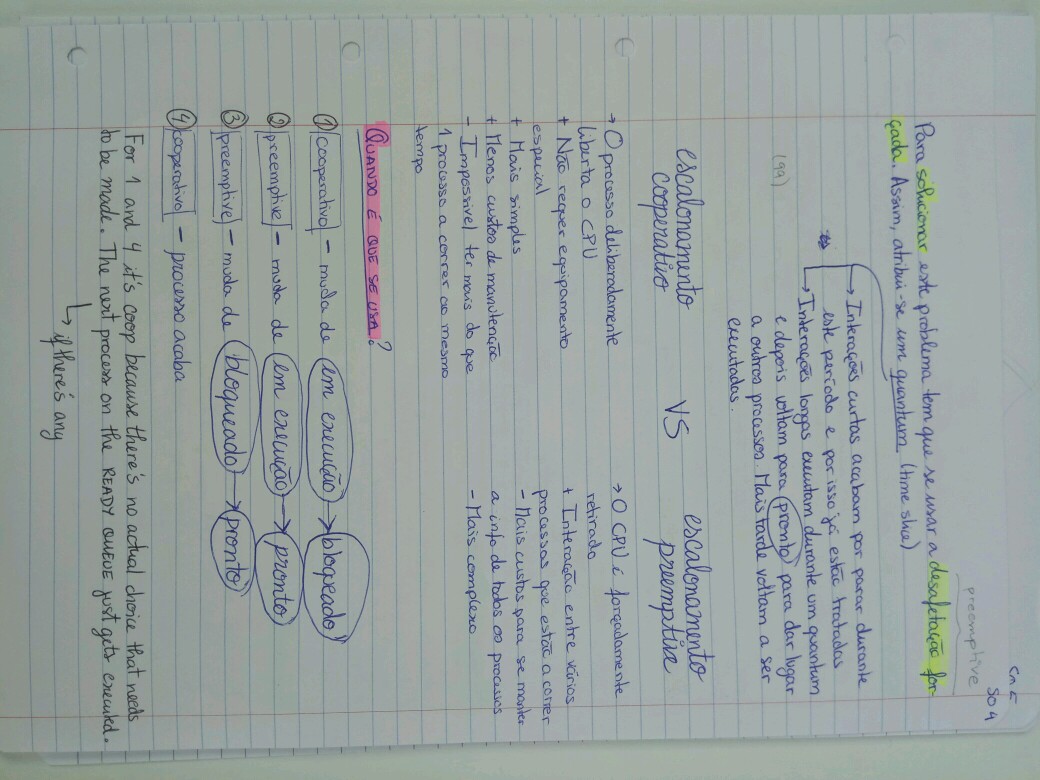 SO 4
preemptive
Para solucionar este problema tem que se usar a desafetação for-
çada. Assim, atribui-se um quantum (time slice)
→ Interações curtas acabam por parar durante
este período e por isso já estão tratadas
→ Interações longas executam durante um quantum
e depois voltam para pronto para dar lugar
(99)
a outros processos. Mais tarde voltam a ser
executadas.
escalonamento
cooperativo
VS
escalonamento
preemptive
→ O processo deliberadamente
liberta o CPU
+ Não requer equipamento
especial
+ Mais simples
+ Menos custos de manutenção
- Impossível ter mais do que
1 processo a correr ao mesmo
tempo
→ O CPU é forçadamente
retirado
+ Interação entre vários
processos que estão a correr
- Mais custos para se manter
a info de todos os processos
- Mais complexo
QUANDO É QUE SE USA?
① cooperativo - muda de em execução → bloqueado
② preemptive - muda de em execução → pronto
③ preemptive - muda de bloqueado → pronto
④ cooperativo - processo acaba
For 1 and 4 it's coop because there's no actual choice that needs
to be made. The next process on the READY QUEUE just gets executed.
↳ if there's any